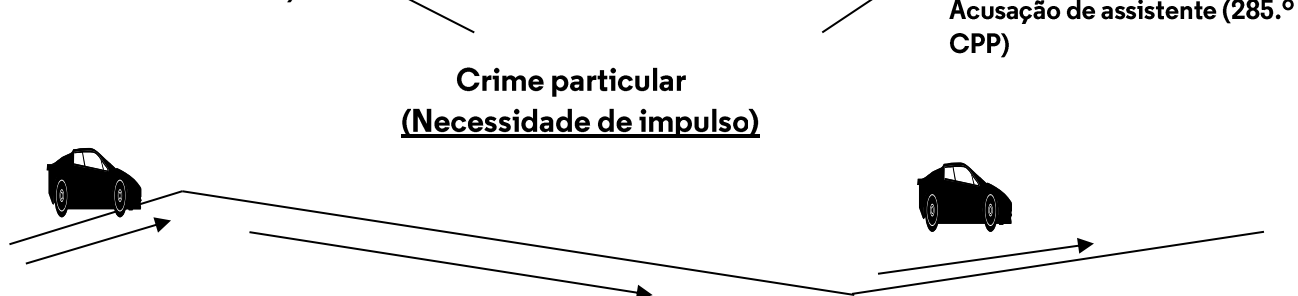 Acusação de assistente (285.º
CPP)
Crime particular
(Necessidade de impulso)